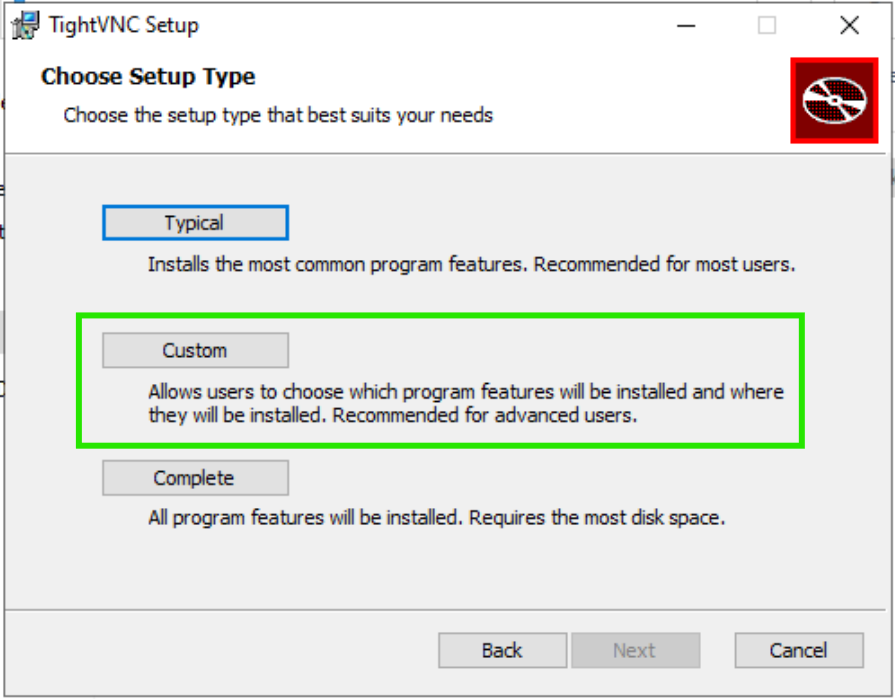 TightVNC Setup
Choose Setup Type
Choose the setup type that best suits your needs
Typical
Installs the most common program features. Recommended for most users.
Custom
Allows users to choose which program features will be installed and where
they will be installed. Recommended for advanced users.
Complete
All program features will be installed. Requires the most disk space.
Back Next Cancel